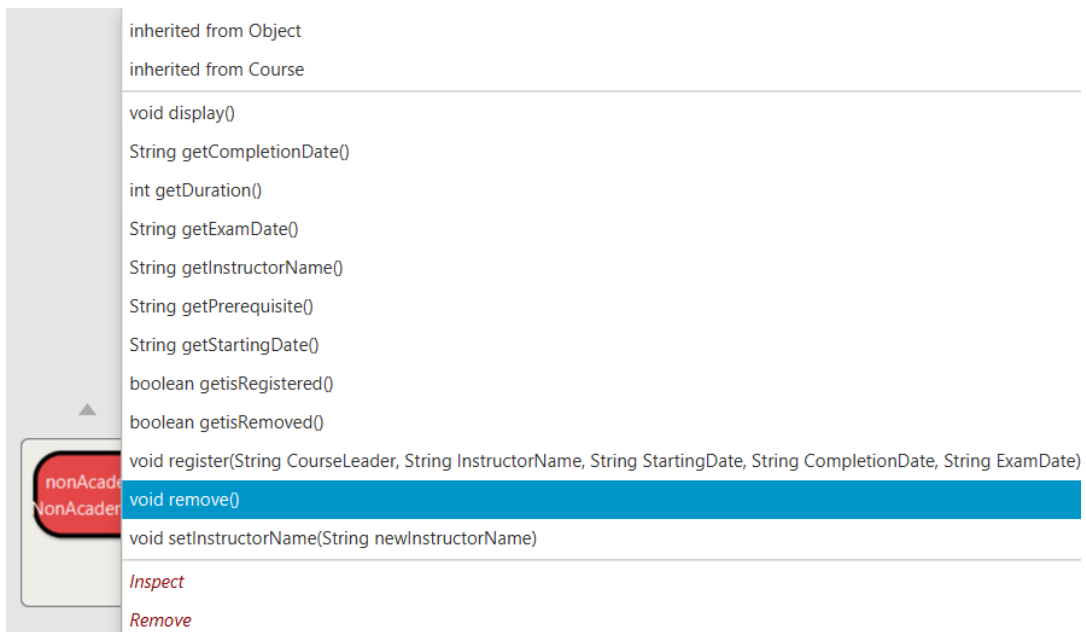 inherited from Object
inherited from Course
void display()
String getCompletionDate()
int getDuration()
String getExamDate()
String getInstructorName()
String getPrerequisite()
String getStartingDate()
boolean getisRegistered()
boolean getisRemoved()
void register(String CourseLeader, String InstructorName, String StartingDate, String CompletionDate, String ExamDate)
void remove()
void setInstructorName(String newInstructorName)
Inspect
Remove
nonAcade
NonAcader